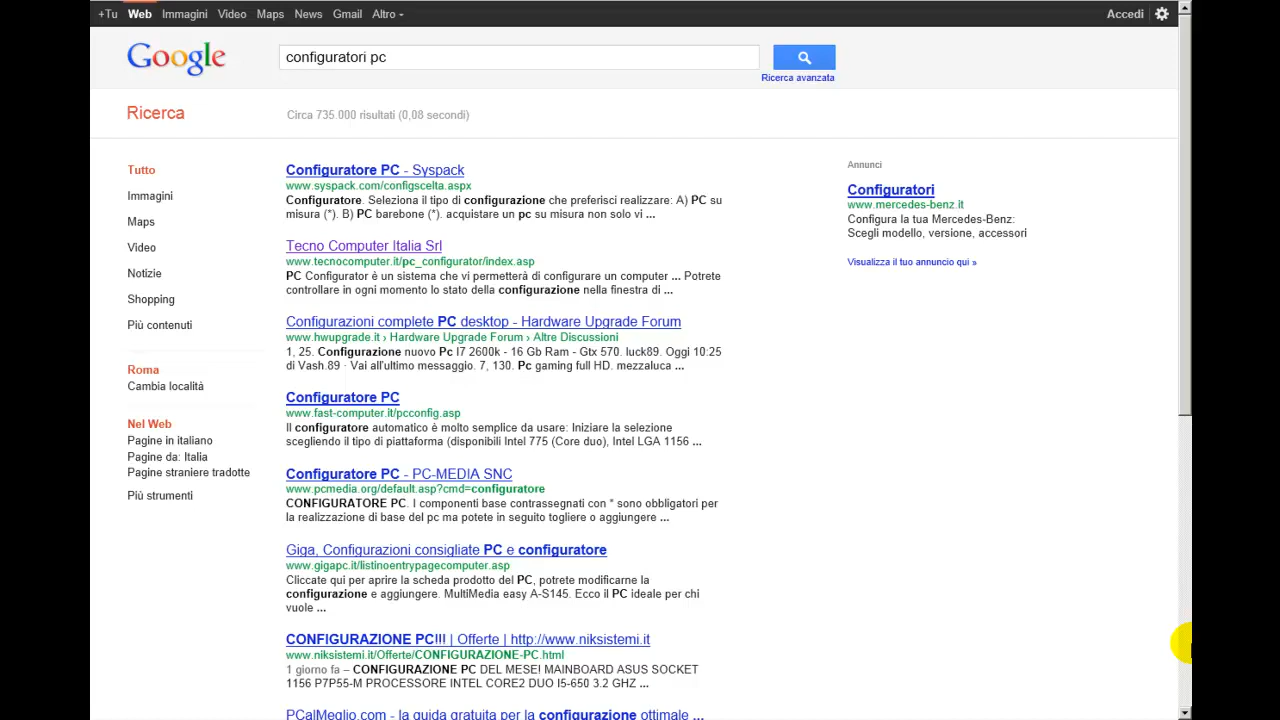 +Tu Web Immagini Video Maps News Gmail Altro Accedi
Google configuratori pc
Ricerca avanzata
Ricerca Circa 735.000 risultati (0,08 secondi)
Tutto
Immagini
Maps
Video
Notizie
Shopping
Più contenuti
Roma
Cambia località
Nel Web
Pagine in italiano
Pagine da: Italia
Pagine straniere tradotte
Più strumenti
Configuratore PC - Syspack
www.syspack.com/configscelta.aspx
Configuratore. Seleziona il tipo di configurazione che preferisci realizzare: A) PC su
misura (*). B) PC barebone (*). acquistare un pc su misura non solo vi ...
Tecno Computer Italia Srl
www.tecnocomputer.it/pc_configurator/index.asp
PC Configurator è un sistema che vi permetterà di configurare un computer ... Potrete
controllare in ogni momento lo stato della configurazione nella finestra di ...
Configurazioni complete PC desktop - Hardware Upgrade Forum
www.hwupgrade.it › Hardware Upgrade Forum › Altre Discussioni
1, 25. Configurazione nuovo Pc I7 2600k - 16 Gb Ram - Gtx 570. luck89. Oggi 10:25
di Vash.89 · Vai all'ultimo messaggio. 7, 130. Pc gaming full HD. mezzaluca ...
Configuratore PC
www.fast-computer.it/pcconfig.asp
Il configuratore automatico è molto semplice da usare: Iniziare la selezione
scegliendo il tipo di piattaforma (disponibili Intel 775 (Core duo), Intel LGA 1156 ...
Configuratore PC - PC-MEDIA SNC
www.pcmedia.org/default.asp?cmd=configuratore
CONFIGURATORE PC. I componenti base contrassegnati con * sono obbligatori per
la realizzazione di base del pc ma potete in seguito togliere o aggiungere ...
Giga, Configurazioni consigliate PC e configuratore
www.gigapc.it/listinoentrypagecomputer.asp
Cliccate qui per aprire la scheda prodotto del PC, potrete modificarne la
configurazione e aggiungere. MultiMedia easy A-S145. Ecco il PC ideale per chi
vuole ...
CONFIGURAZIONE PC!!! | Offerte | http://www.niksistemi.it
www.niksistemi.it/Offerte/CONFIGURAZIONE-PC.html
1 giorno fa – CONFIGURAZIONE PC DEL MESE! MAINBOARD ASUS SOCKET
1156 P7P55-M PROCESSORE INTEL CORE2 DUO I5-650 3.2 GHZ ...
PCalMeglio.com - la guida gratuita per la configurazione ottimale ...
Annunci
Configuratori
www.mercedes-benz.it
Configura la tua Mercedes-Benz:
Scegli modello, versione, accessori
Visualizza il tuo annuncio qui »